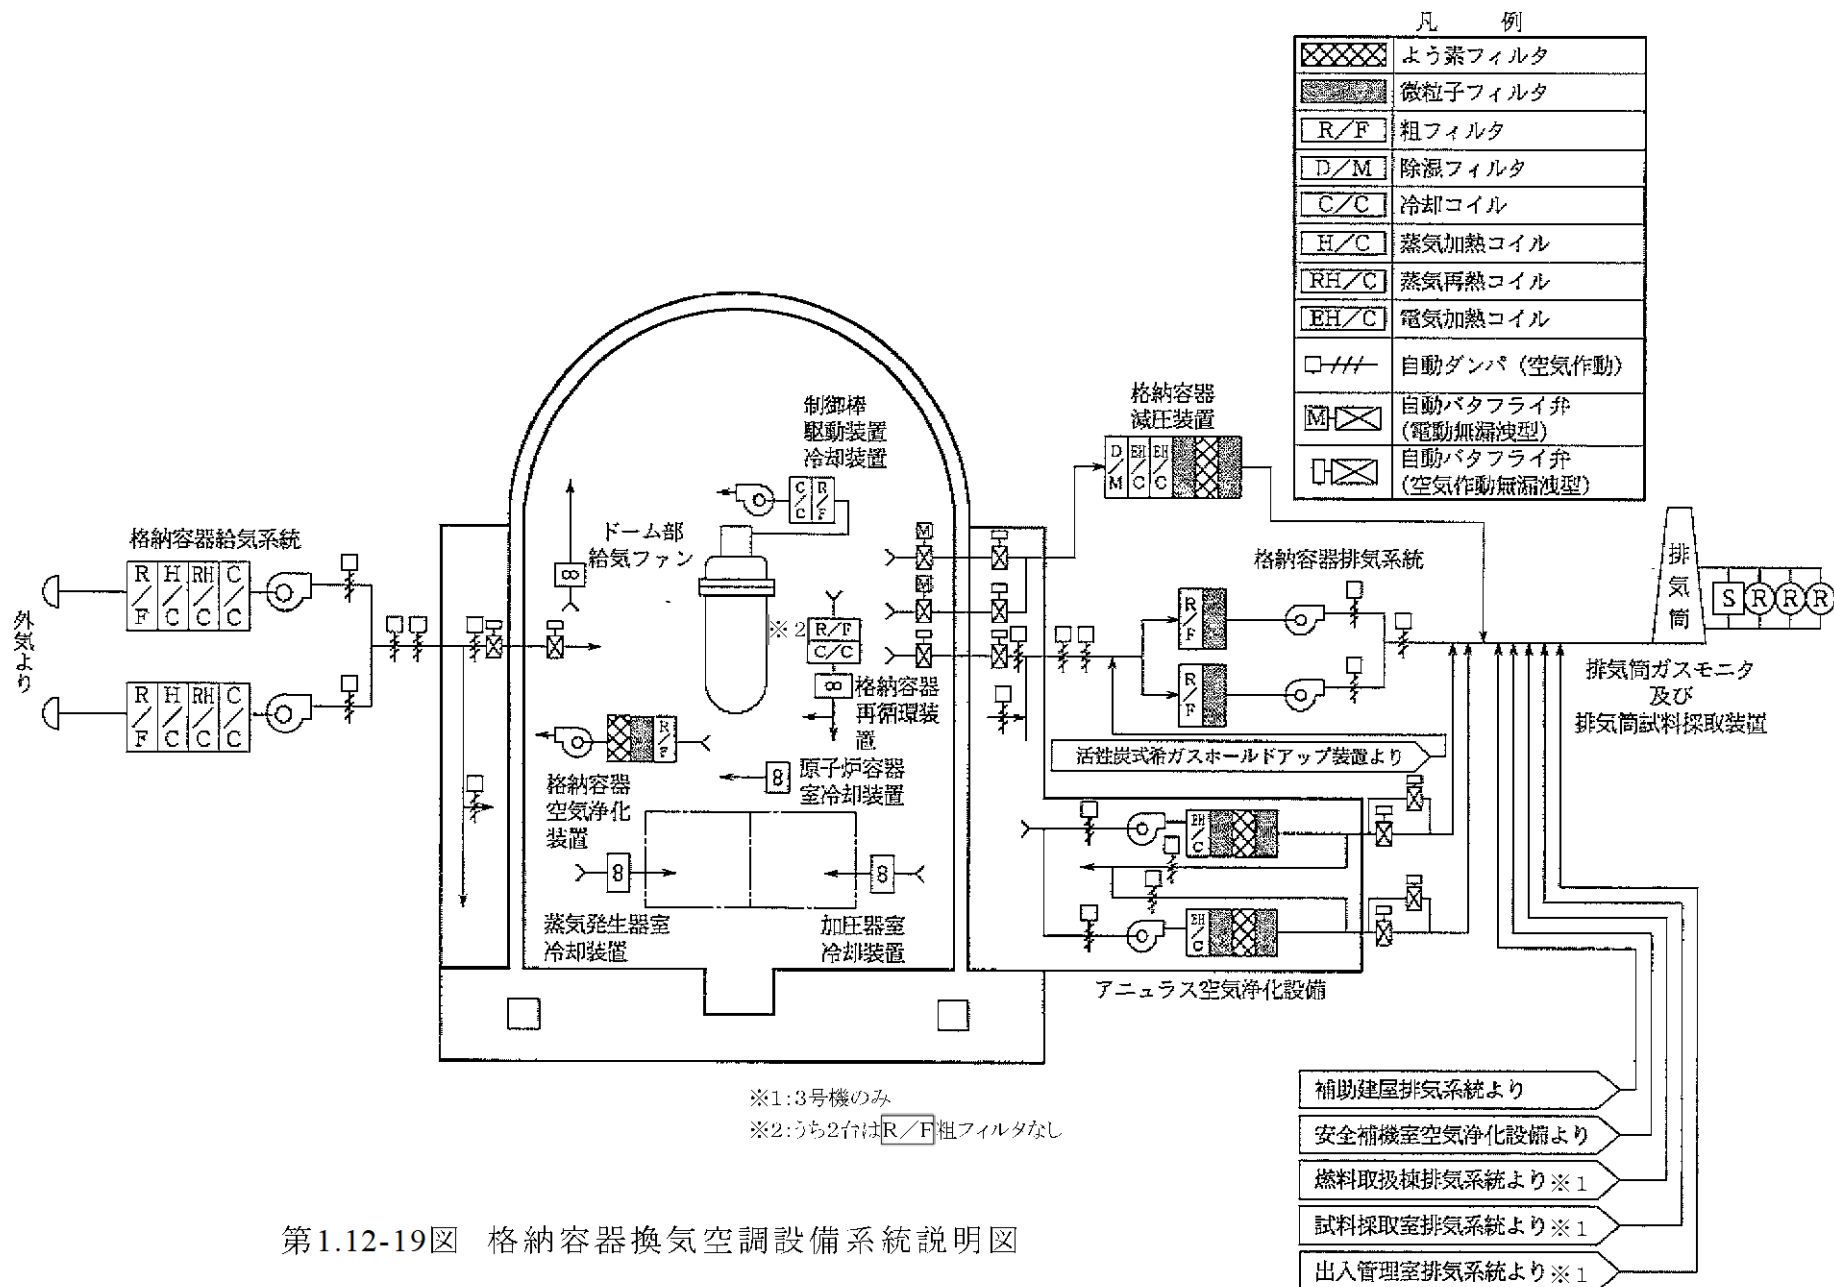 凡 例
よう素フィルタ
微粒子フィルタ
R/F 粗フィルタ
D/M 除湿フィルタ
C/C 冷却コイル
H/C 蒸気加熱コイル
RH/C 蒸気再熱コイル
EH/C 電気加熱コイル
自動ダンパ(空気作動)
M 自動バタフライ弁
(電動無漏洩型)
自動バタフライ弁
(空気作動無漏洩型)
格納容器給気系統
R/F H/C RH/C C/C
外気より
R/F H/C RH/C C/C
制御棒
駆動装置
冷却装置
C/C R/F
ドーム部
給気ファン
8
※2
R/F
C/C
8
格納容器
再循環装
置
R/F
格納容器
空気浄化
装置
8
原子炉容器
室冷却装置
8
蒸気発生器室
冷却装置
8
加圧器室
冷却装置
M
M
格納容器
減圧装置
D/M EH/C EH/C
格納容器排気系統
R/F
R/F
活性炭式希ガスホールドアップ装置より
EH/C
EH/C
アニュラス空気浄化設備
排気筒
S R R R
排気筒ガスモニタ
及び
排気筒試料採取装置
補助建屋排気系統より
安全補機室空気浄化設備より
燃料取扱棟排気系統より※1
試料採取室排気系統より※1
出入管理室排気系統より※1
※1:3号機のみ
※2:うち2台はR/F粗フィルタなし
第1.12-19図 格納容器換気空調設備系統説明図